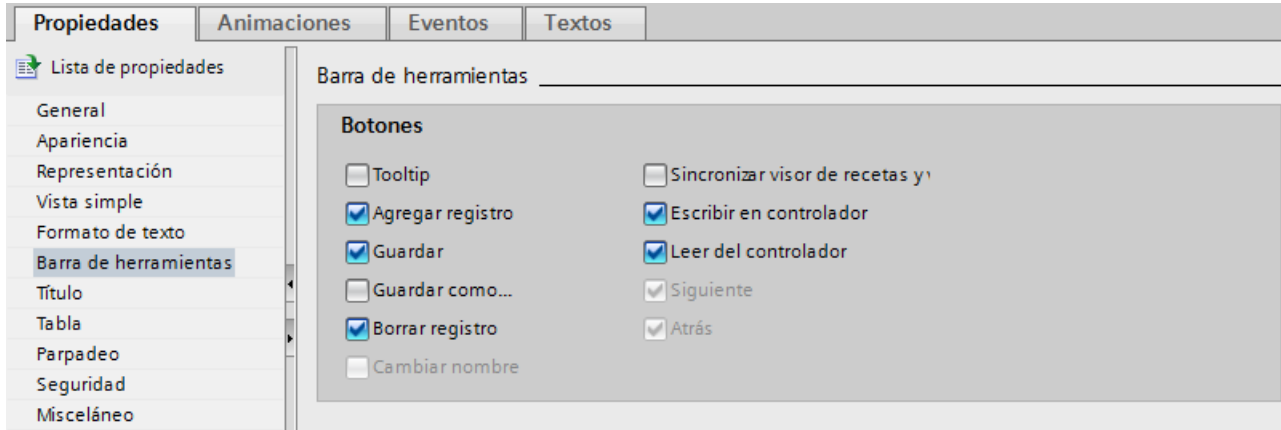 Propiedades Animaciones Eventos Textos
Lista de propiedades
General
Apariencia
Representación
Vista simple
Formato de texto
Barra de herramientas
Título
Tabla
Parpadeo
Seguridad
Misceláneo
Barra de herramientas
Botones
Tooltip
Agregar registro
Guardar
Guardar como...
Borrar registro
Cambiar nombre
Sincronizar visor de recetas y
Escribir en controlador
Leer del controlador
Siguiente
Atrás